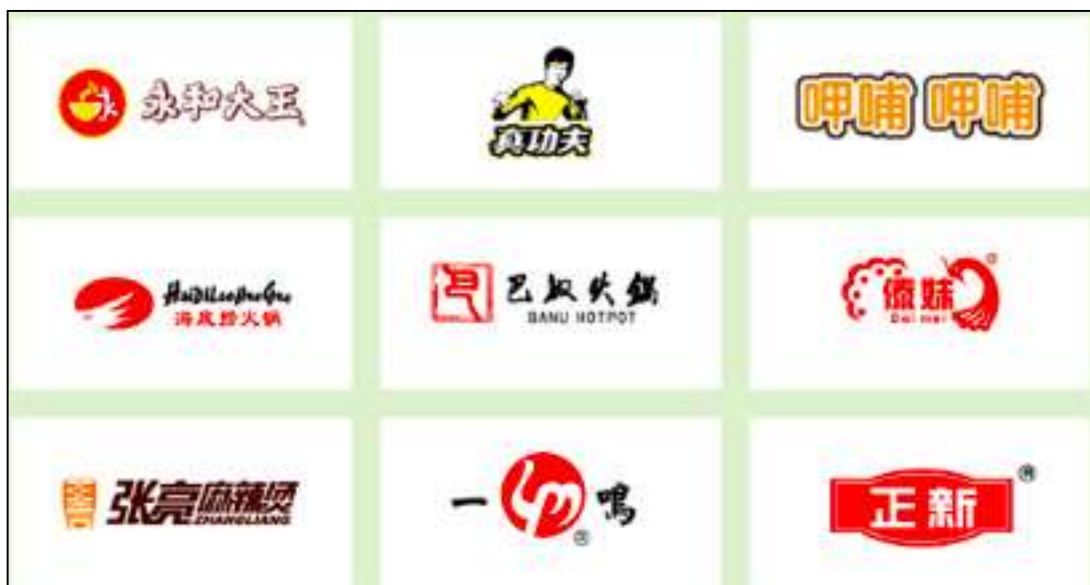 永和大王
真功夫
呷哺 呷哺
HaiDiLaoHuoGuo
海底捞火锅
巴奴火锅
BANU HOTPOT
傣妹
Dai mei
®
张亮麻辣烫
ZHANGLIANG
一鸣
®
正新
®